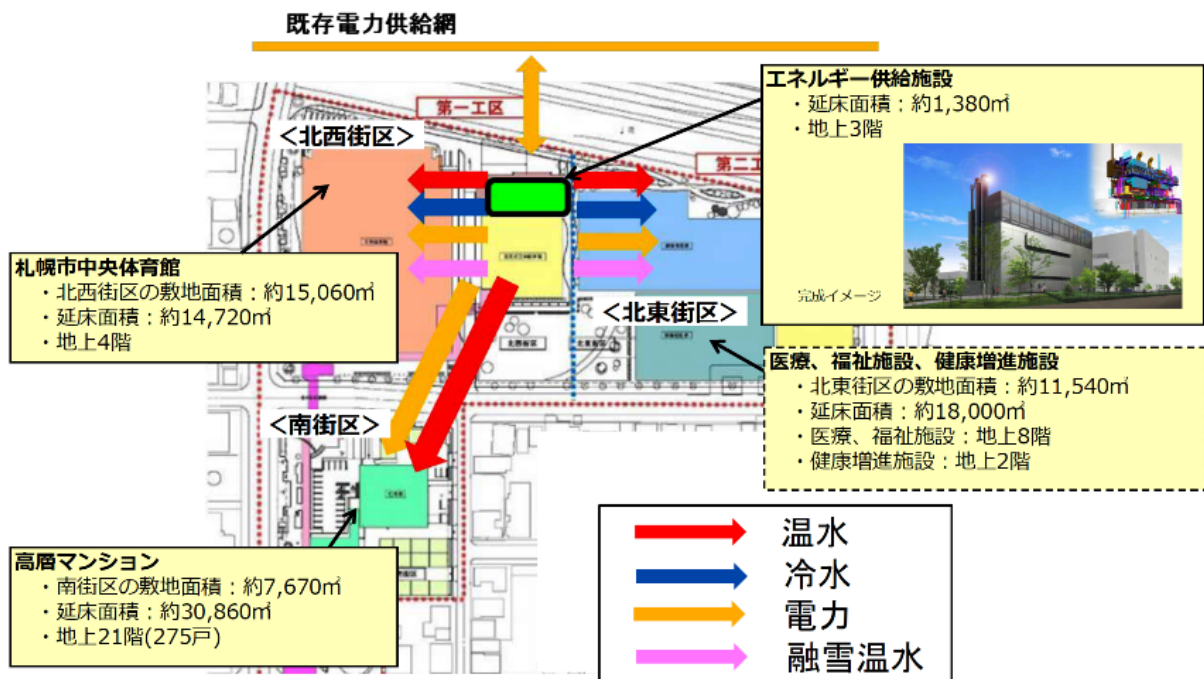 既存電力供給網
第一工区
<北西街区>
エネルギー供給施設
・延床面積：約1,380㎡
・地上3階
完成イメージ
第二工
札幌市中央体育館
・北西街区の敷地面積：約15,060㎡
・延床面積：約14,720㎡
・地上4階
<北東街区>
北西街区
北東街区
医療、福祉施設、健康増進施設
・北東街区の敷地面積：約11,540㎡
・延床面積：約18,000㎡
・医療、福祉施設：地上8階
・健康増進施設：地上2階
<南街区>
高層マンション
・南街区の敷地面積：約7,670㎡
・延床面積：約30,860㎡
・地上21階(275戸)
温水
冷水
電力
融雪温水